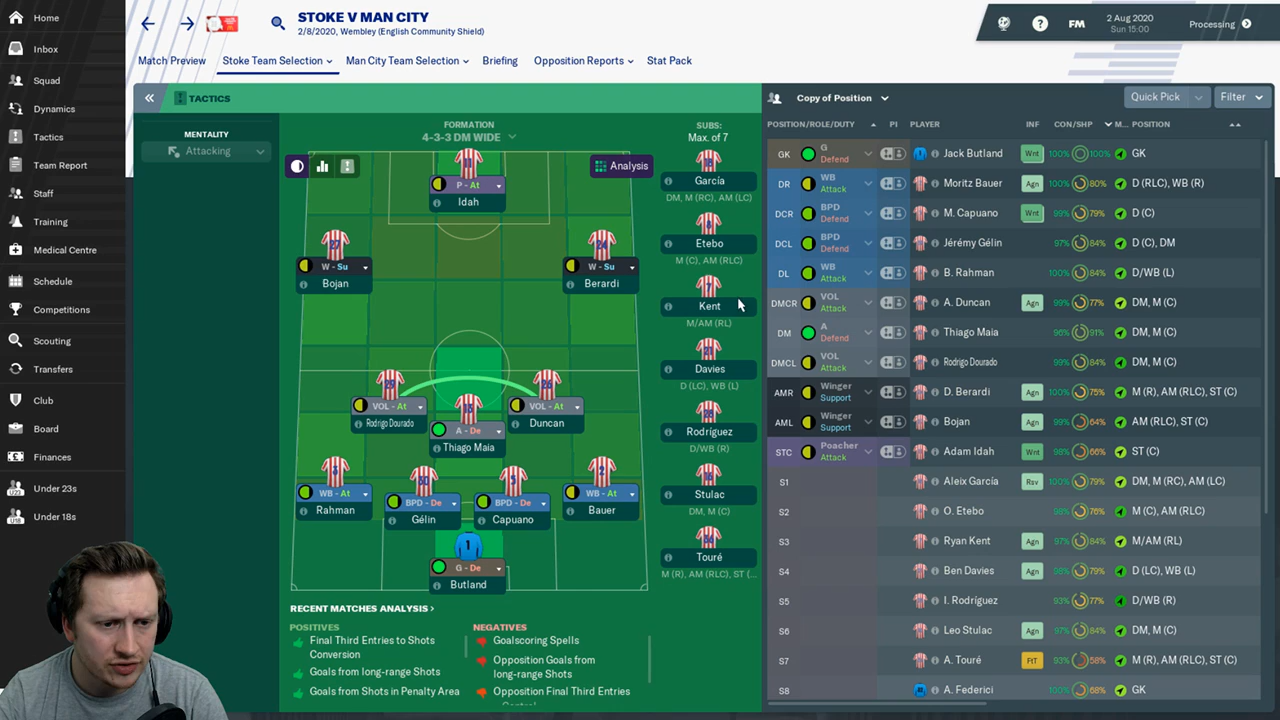 Home
Inbox
Squad
Dynamics
Tactics
Team Report
Staff
Training
Medical Centre
Schedule
Competitions
Scouting
Transfers
Club
Board
Finances
Under 23s
Under 18s
STOKE V MAN CITY
2/8/2020, Wembley (English Community Shield)
FM
2 Aug 2020
Sun 15:00
Processing
Match Preview
Stoke Team Selection
Man City Team Selection
Briefing
Opposition Reports
Stat Pack
TACTICS
MENTALITY
Attacking
FORMATION
4-3-3 DM WIDE
Analysis
P - At
Idah
W - Su
Bojan
W - Su
Berardi
VOL - At
Rodrigo Dourado
VOL - At
Duncan
A - De
Thiago Maia
WB - At
Rahman
BPD - De
Gélin
BPD - De
Capuano
WB - At
Bauer
1
G - De
Butland
SUBS:
Max. of 7
García
DM, M (RC), AM (LC)
Etebo
M (C), AM (RLC)
Kent
M/AM (RL)
Davies
D (LC), WB (L)
Rodríguez
D/WB (R)
Stulac
DM, M (C)
Touré
M (R), AM (RLC), ST (...
RECENT MATCHES ANALYSIS >
POSITIVES
Final Third Entries to Shots
Conversion
Goals from long-range Shots
Goals from Shots in Penalty Area
NEGATIVES
Goalscoring Spells
Opposition Goals from
long-range Shots
Opposition Final Third Entries
Copy of Position
Quick Pick
Filter
POSITION/ROLE/DUTY PI PLAYER INF CON/SHP M... POSITION
GK G Defend Jack Butland Wnt 100% 100% GK
DR WB Attack Moritz Bauer Agn 100% 80% D (RLC), WB (R)
DCR BPD Defend M. Capuano Wnt 99% 79% D (C)
DCL BPD Defend Jérémy Gélin 97% 84% D (C), DM
DL WB Attack B. Rahman 100% 84% D/WB (L)
DMCR VOL Attack A. Duncan Agn 99% 77% DM, M (C)
DM A Defend Thiago Maia 96% 91% DM, M (C)
DMCL VOL Attack Rodrigo Dourado 99% 84% DM, M (C)
AMR Winger Support D. Berardi Agn 100% 75% M (R), AM (RLC), ST (C)
AML Winger Support Bojan Agn 99% 64% AM (RLC), ST (C)
STC Poacher Attack Adam Idah Wnt 98% 66% ST (C)
S1 Aleix García Rsv 100% 79% DM, M (RC), AM (LC)
S2 O. Etebo 98% 76% M (C), AM (RLC)
S3 Ryan Kent Agn 97% 84% M/AM (RL)
S4 Ben Davies Agn 98% 79% D (LC), WB (L)
S5 I. Rodríguez 93% 77% D/WB (R)
S6 Leo Stulac Agn 97% 84% DM, M (C)
S7 A. Touré FtT 93% 58% M (R), AM (RLC), ST (C)
S8 A. Federici 100% 68% GK